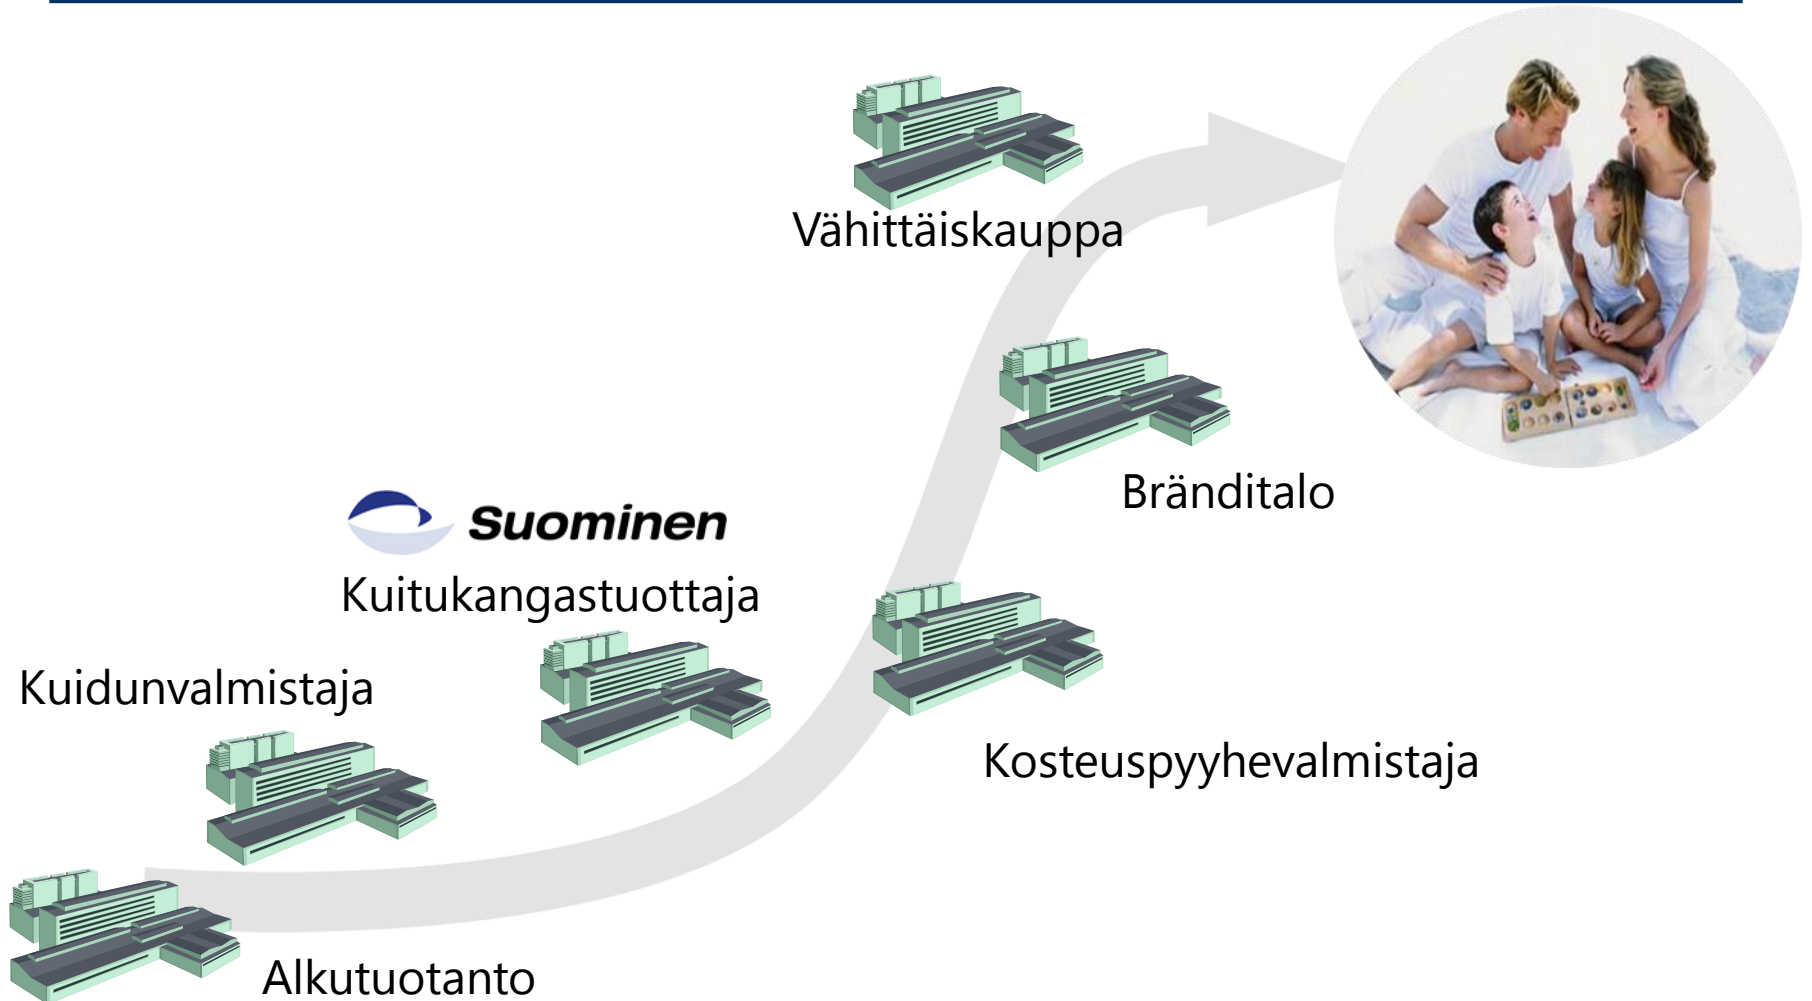 Vähittäiskauppa
Bränditalo
Suominen
Kuitukangastuottaja
Kuidunvalmistaja
Kosteuspyyhevalmistaja
Alkutuotanto